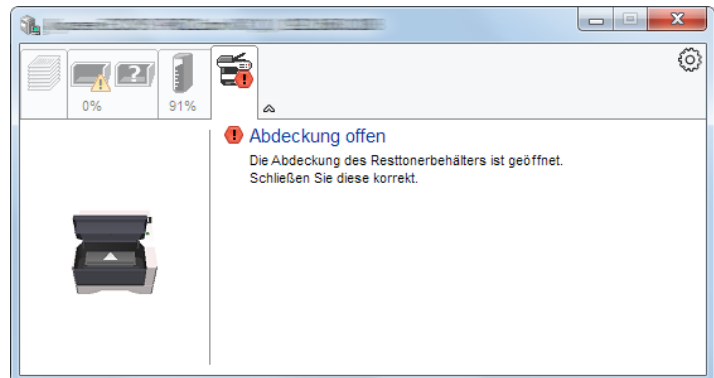 0%
91%
Abdeckung offen
Die Abdeckung des Resttonerbehälters ist geöffnet.
Schließen Sie diese korrekt.